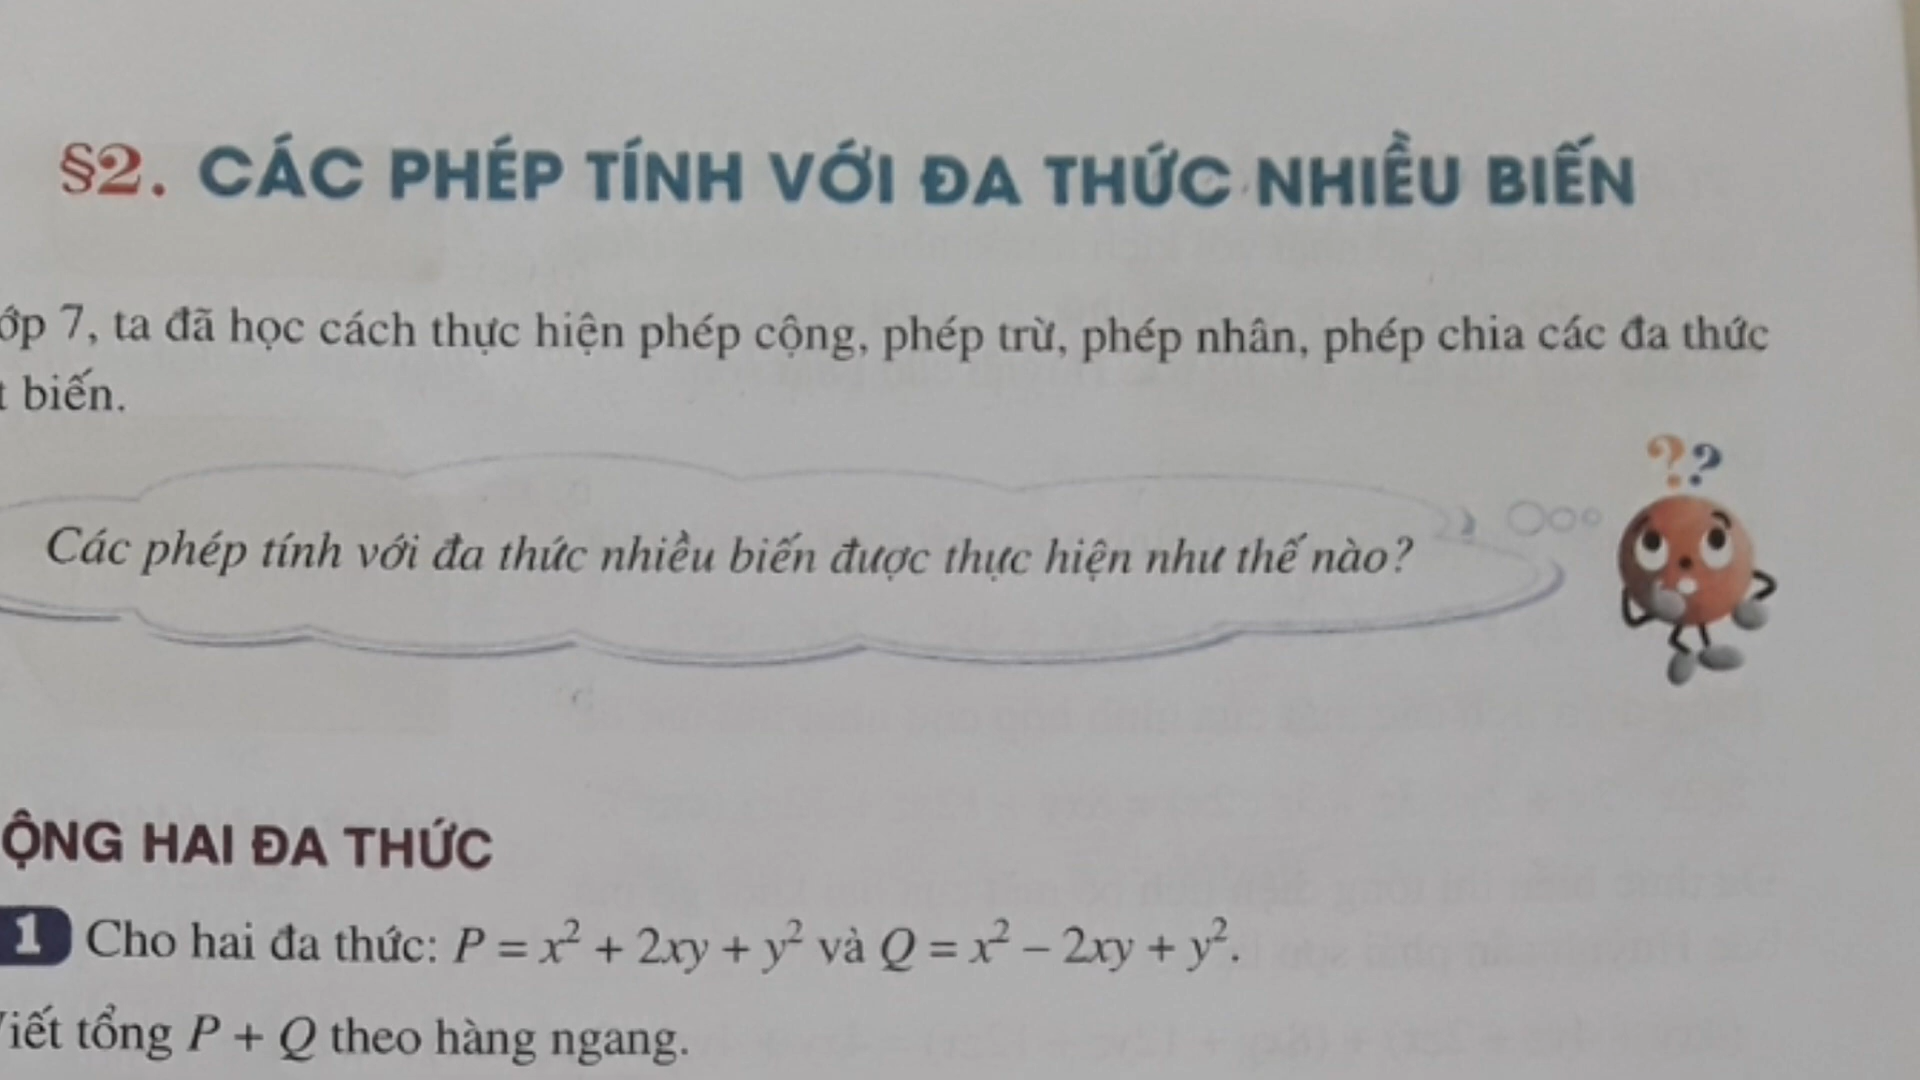 §2. CÁC PHÉP TÍNH VỚI ĐA THỨC NHIỀU BIẾN
7, ta đã học cách thực hiện phép cộng, phép trừ, phép nhân, phép chia các đa thức
biến.
??
Các phép tính với đa thức nhiều biến được thực hiện như thế nào?
HAI ĐA THỨC
1 Cho hai đa thức: P = x² + 2xy + y² và Q = x² – 2xy + y².
tổng P + Q theo hàng ngang.